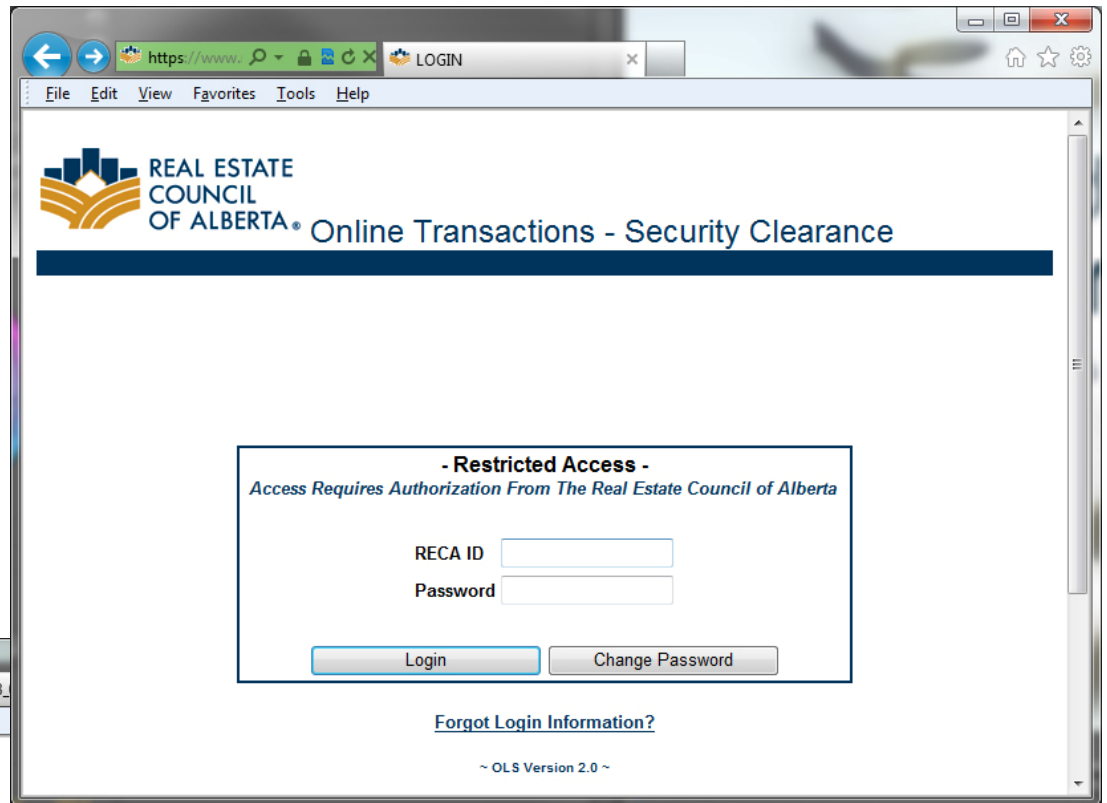 https://www.
LOGIN
File Edit View Favorites Tools Help
REAL ESTATE
COUNCIL
OF ALBERTA®
Online Transactions - Security Clearance
- Restricted Access -
Access Requires Authorization From The Real Estate Council of Alberta
RECA ID
Password
Login Change Password
Forgot Login Information?
~ OLS Version 2.0 ~